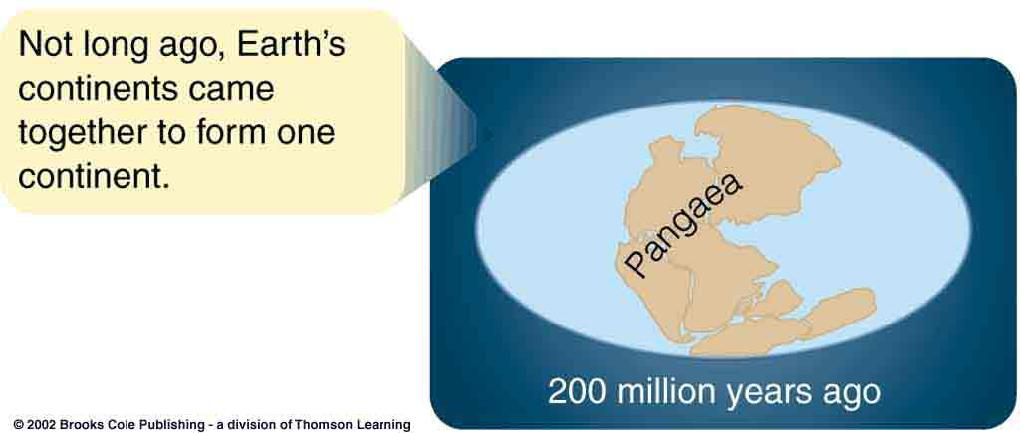 Not long ago, Earth's
continents came
together to form one
continent.
Pangaea
200 million years ago
© 2002 Brooks Cole Publishing - a division of Thomson Learning